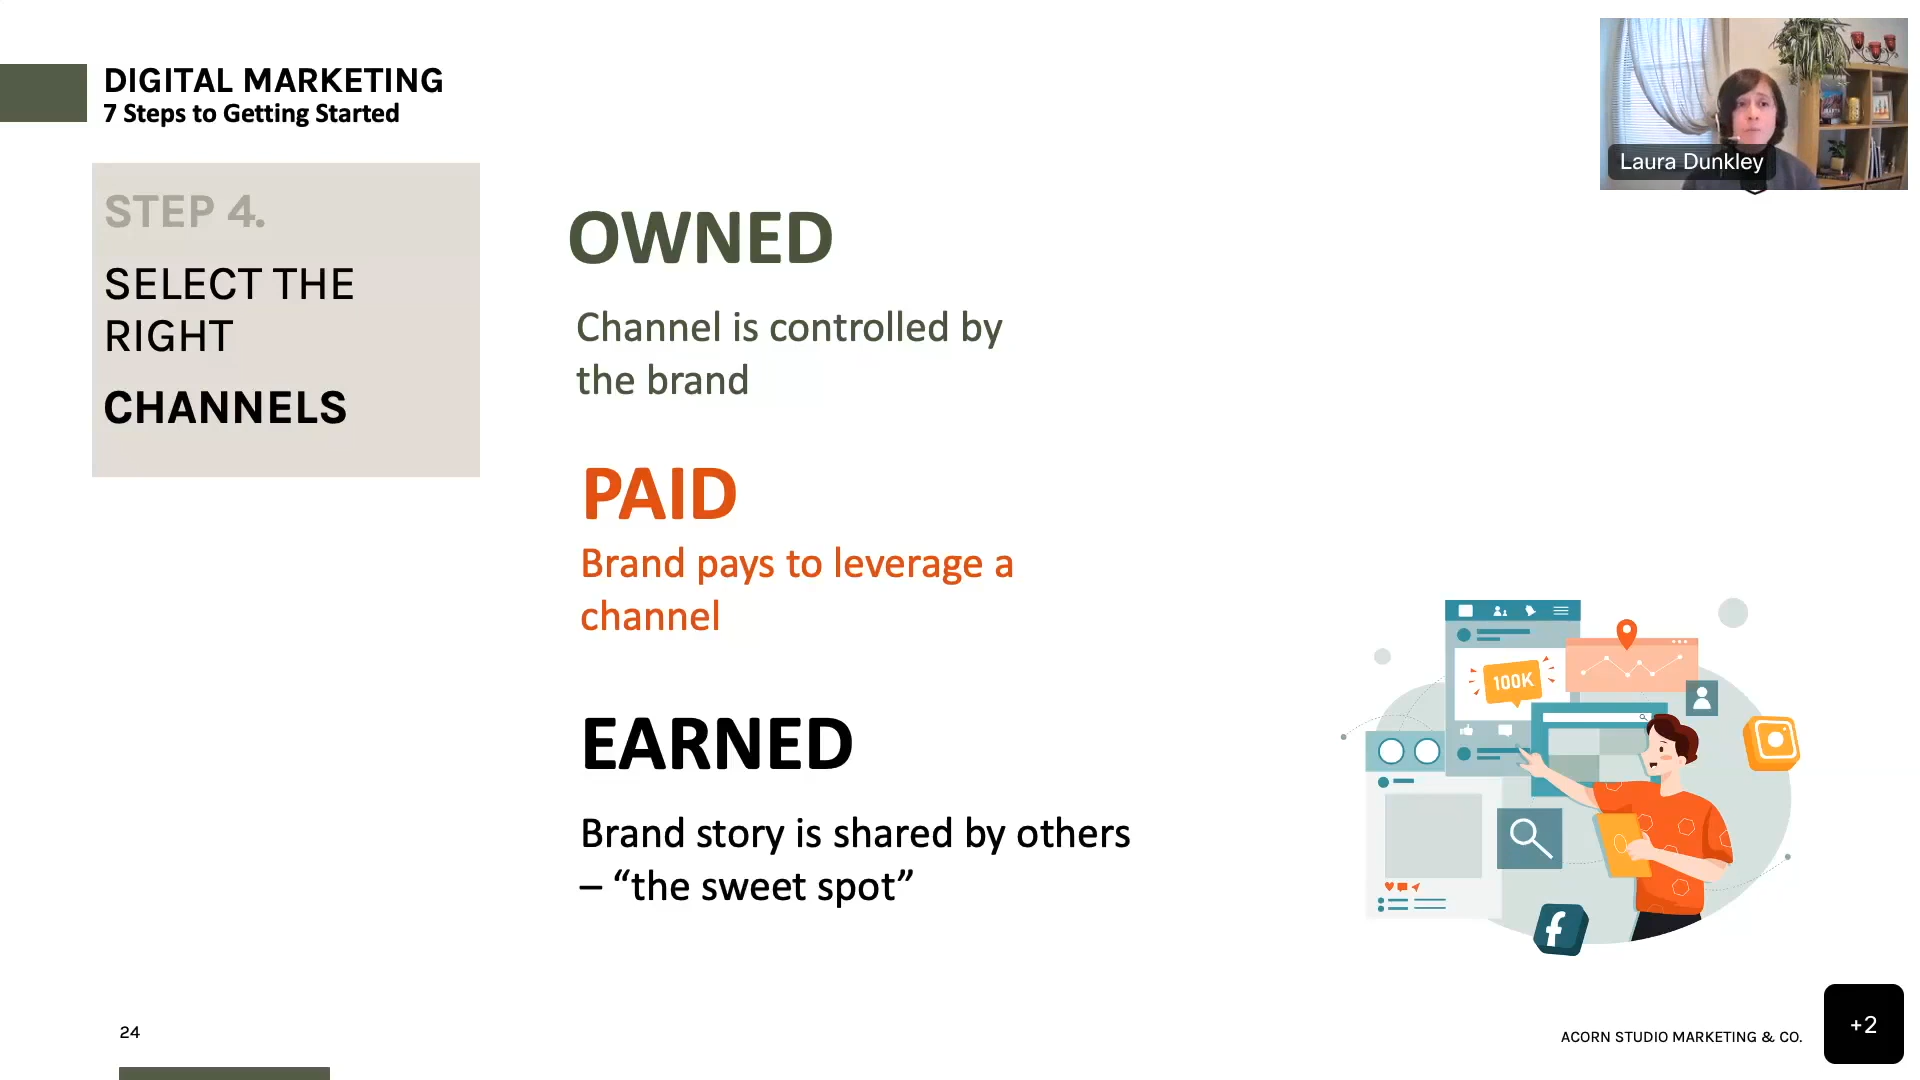 DIGITAL MARKETING
7 Steps to Getting Started
Laura Dunkley
STEP 4.
SELECT THE
RIGHT
CHANNELS
OWNED
Channel is controlled by
the brand
PAID
Brand pays to leverage a
channel
EARNED
Brand story is shared by others
– “the sweet spot”
100K
f
24
ACORN STUDIO MARKETING & CO.
+2